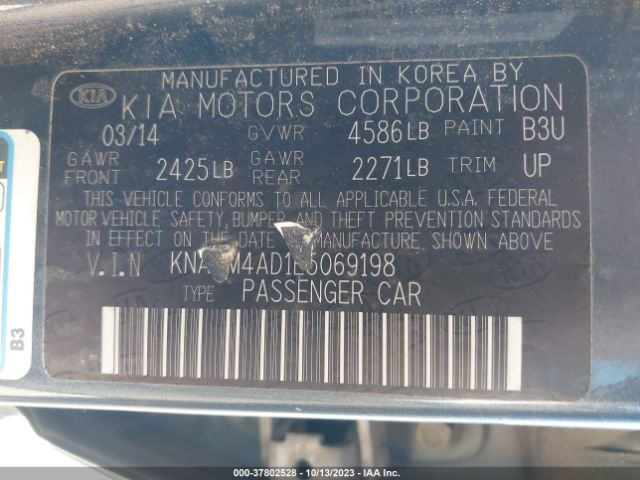 KIA
MANUFACTURED IN KOREA BY
KIA MOTORS CORPORATION
03/14 GVWR 4586LB PAINT B3U
GAWR FRONT 2425LB GAWR REAR 2271LB TRIM UP
THIS VEHICLE CONFORMS TO ALL APPLICABLE U.S.A. FEDERAL
MOTOR VEHICLE SAFETY, BUMPER AND THEFT PREVENTION STANDARDS
IN EFFECT ON THE DATE OF MANUFACTURE, SHOWN ABOVE
V.I.N
TYPE PASSENGER CAR
B3
000-37802528 - 10/13/2023 - IAA Inc.